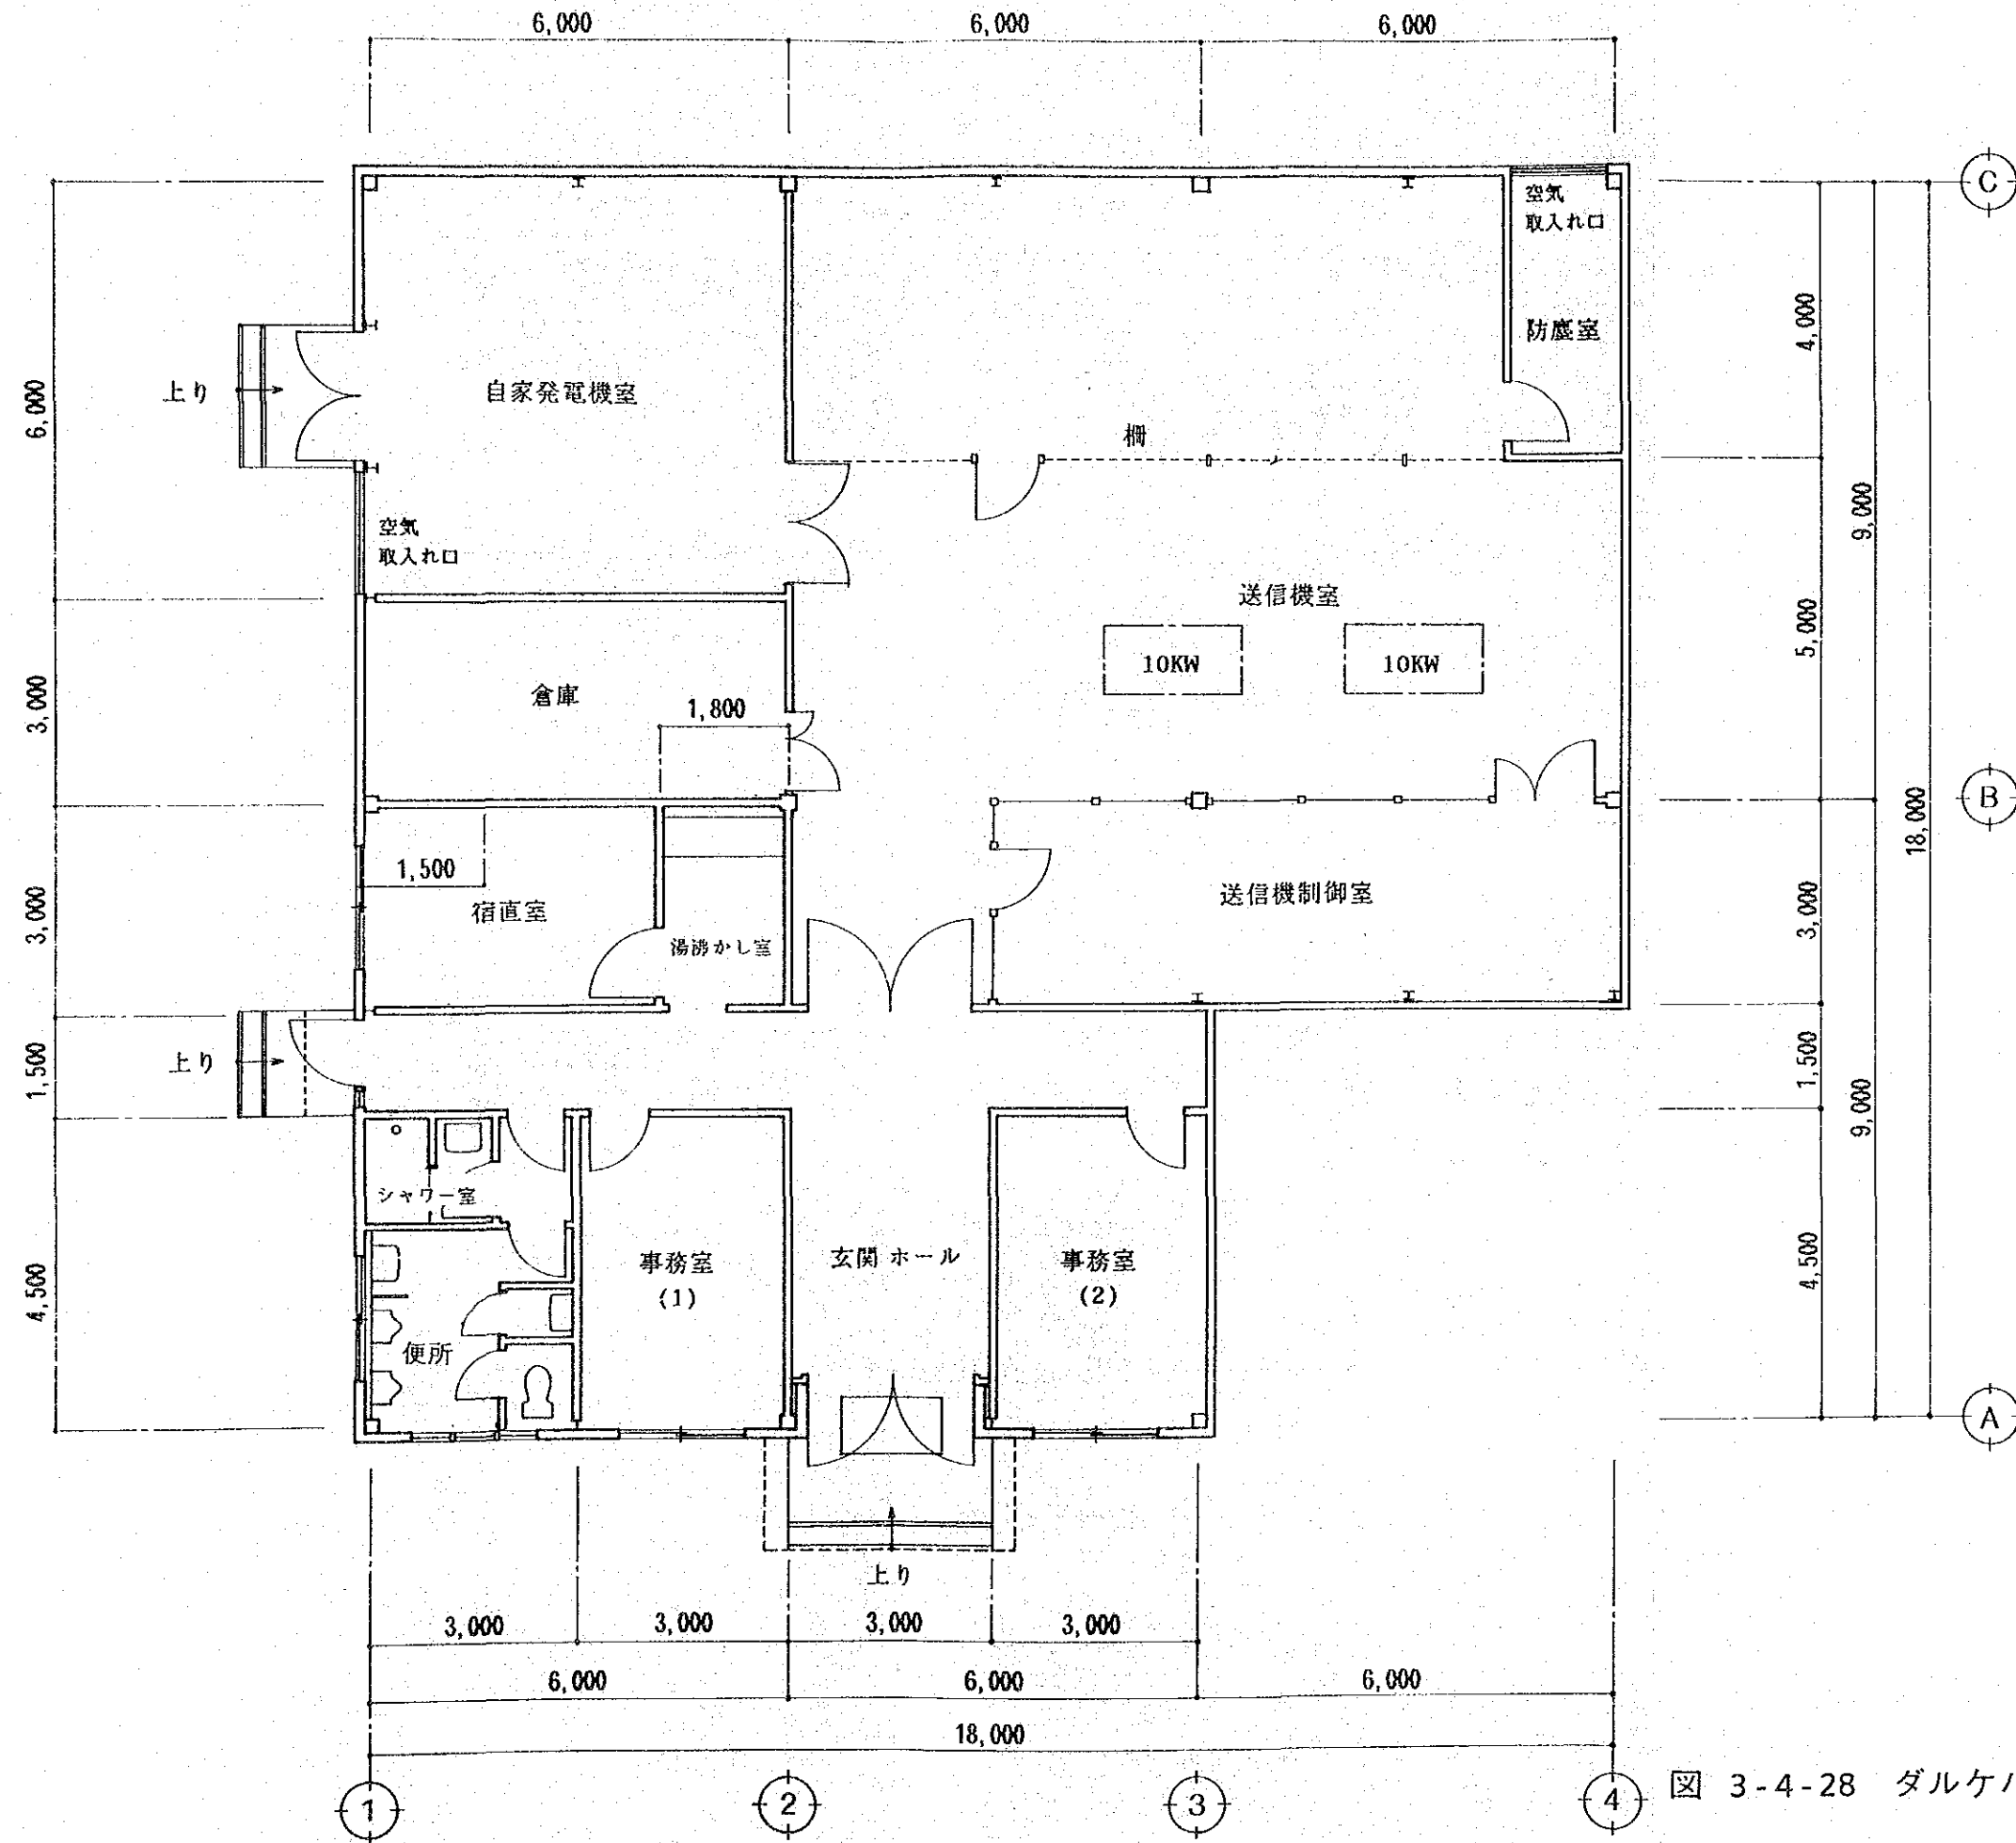 6,000
6,000
6,000
C
空気
取入れ口
4,000
防塵室
上り
6,000
自家発電機室
柵
9,000
空気
取入れ口
送信機室
5,000
10KW
10KW
倉庫
3,000
1,800
B
18,000
1,500
宿直室
送信機制御室
3,000
3,000
湯沸かし室
上り
1,500
1,500
9,000
シャワー室
事務室
(1)
玄関ホール
事務室
(2)
4,500
4,500
便所
A
上り
3,000
3,000
3,000
3,000
6,000
6,000
6,000
18,000
1
2
3
4
図 3-4-28 ダルケ